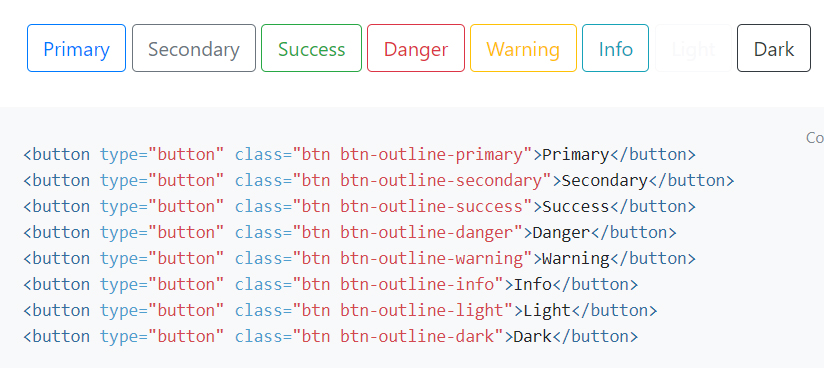 Primary Secondary Success Danger Warning Info Light Dark
Co
<button type="button" class="btn btn-outline-primary">Primary</button>
<button type="button" class="btn btn-outline-secondary">Secondary</button>
<button type="button" class="btn btn-outline-success">Success</button>
<button type="button" class="btn btn-outline-danger">Danger</button>
<button type="button" class="btn btn-outline-warning">Warning</button>
<button type="button" class="btn btn-outline-info">Info</button>
<button type="button" class="btn btn-outline-light">Light</button>
<button type="button" class="btn btn-outline-dark">Dark</button>